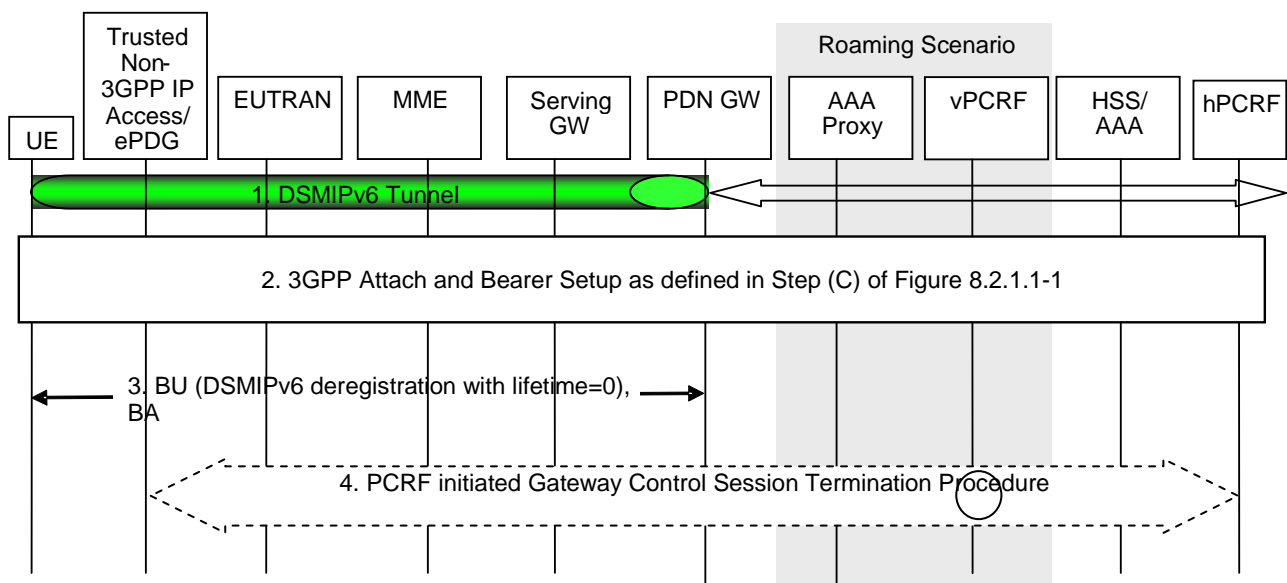 Roaming Scenario
UE
Trusted
Non-
3GPP IP
Access/
ePDG
EUTRAN
MME
Serving
GW
PDN GW
AAA
Proxy
vPCRF
HSS/
AAA
hPCRF
1. DSMIPv6 Tunnel
2. 3GPP Attach and Bearer Setup as defined in Step (C) of Figure 8.2.1.1-1
3. BU (DSMIPv6 deregistration with lifetime=0),
BA
4. PCRF initiated Gateway Control Session Termination Procedure